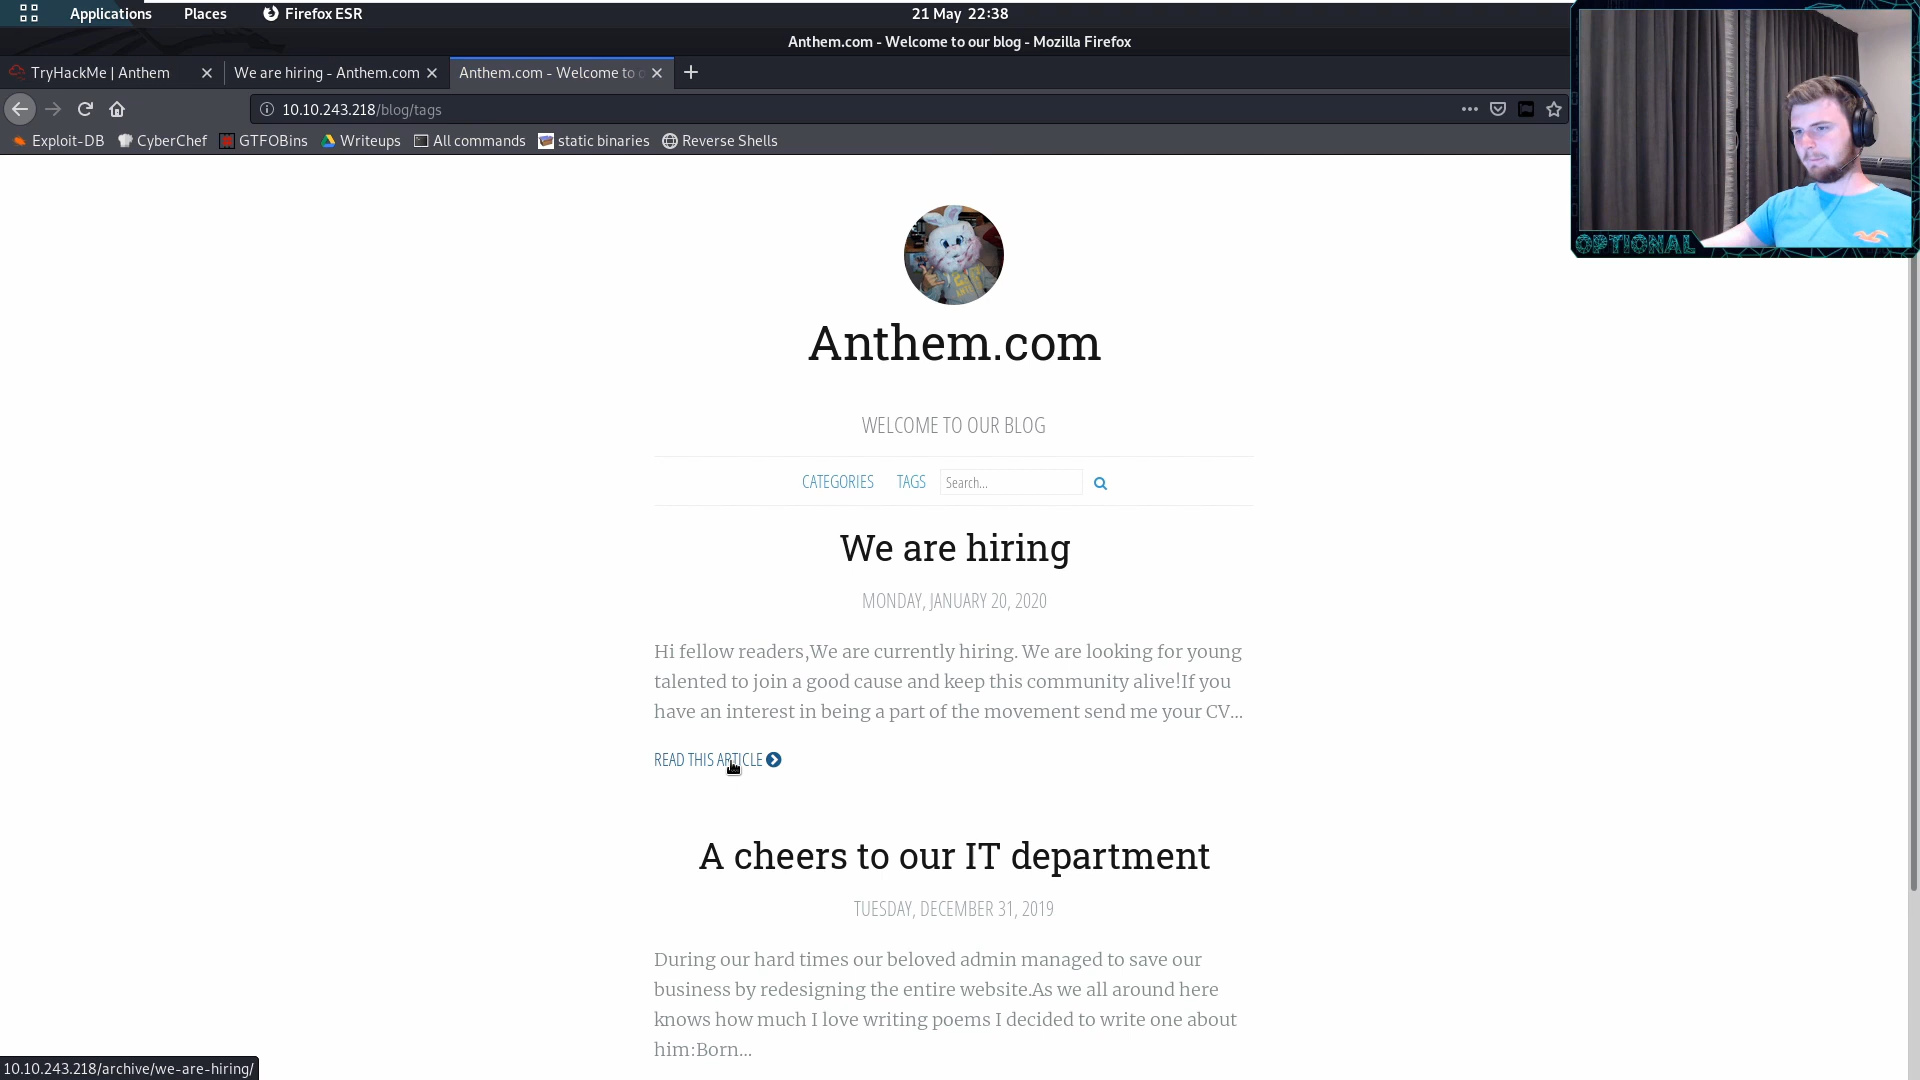 Applications Places Firefox ESR 21 May 22:38
Anthem.com - Welcome to our blog - Mozilla Firefox
TryHackMe | Anthem We are hiring - Anthem.com Anthem.com - Welcome to
10.10.243.218/blog/tags
Exploit-DB CyberChef GTFOBins Writeups All commands static binaries Reverse Shells
OPTIONAL
Anthem.com
WELCOME TO OUR BLOG
CATEGORIES TAGS Search...
We are hiring
MONDAY, JANUARY 20, 2020
Hi fellow readers,We are currently hiring. We are looking for young
talented to join a good cause and keep this community alive!If you
have an interest in being a part of the movement send me your CV...
READ THIS ARTICLE
A cheers to our IT department
TUESDAY, DECEMBER 31, 2019
During our hard times our beloved admin managed to save our
business by redesigning the entire website.As we all around here
knows how much I love writing poems I decided to write one about
him:Born...
10.10.243.218/archive/we-are-hiring/